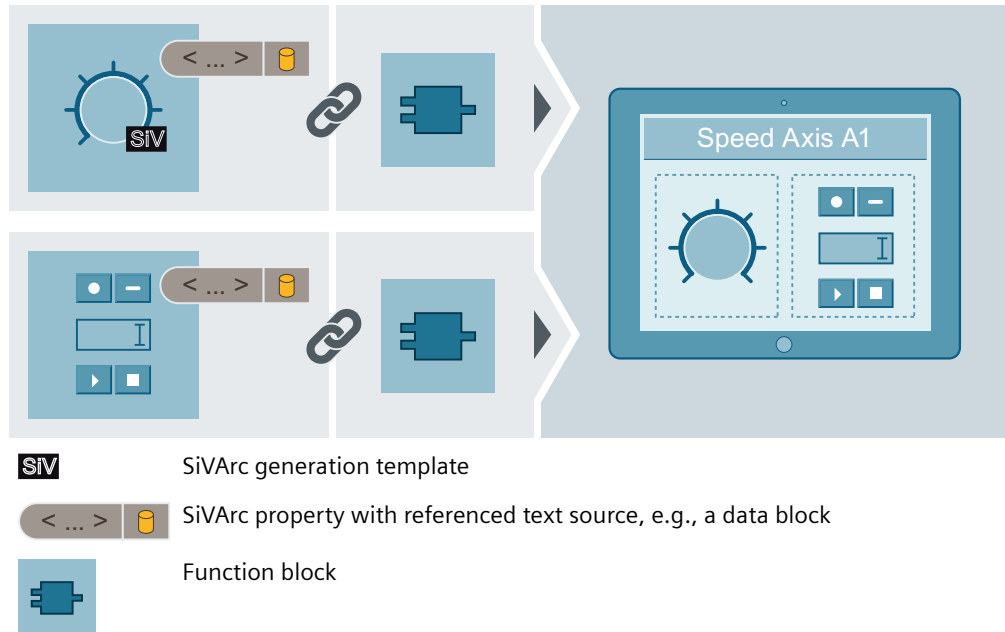 < ... >
SiV
Speed Axis A1
< ... >
SiV SiVArc generation template
< ... > SiVArc property with referenced text source, e.g., a data block
Function block